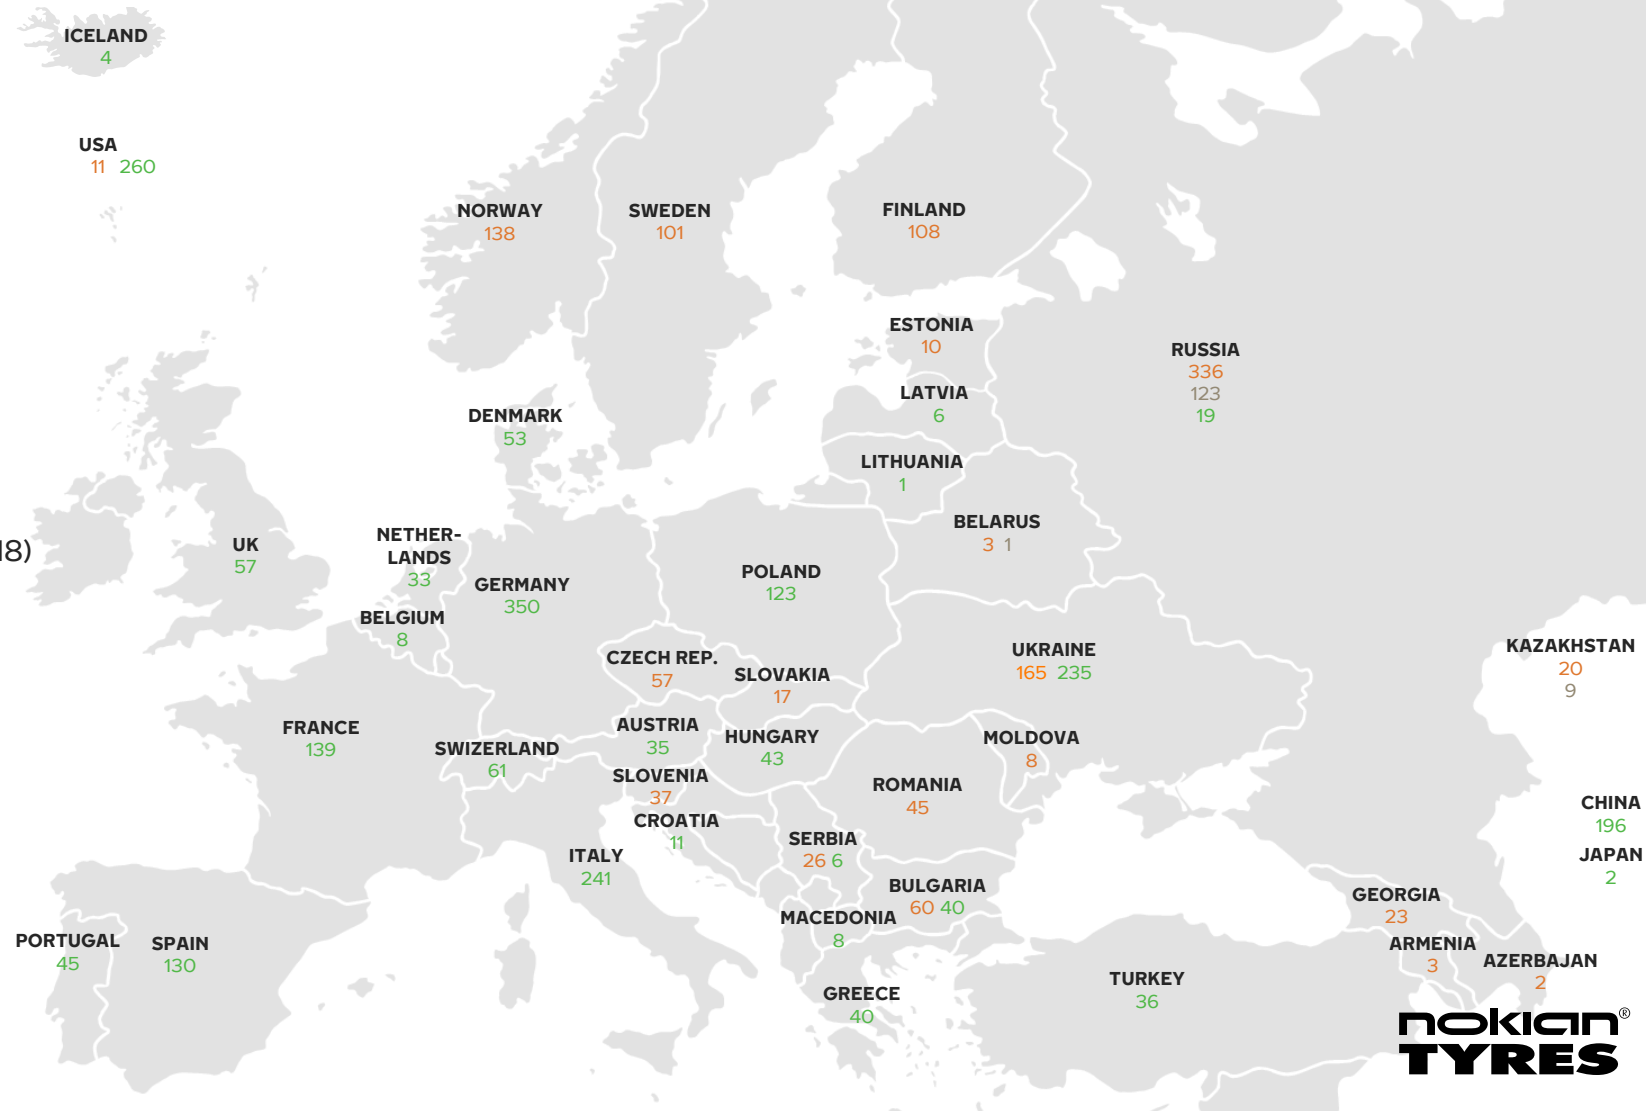 ICELAND
4
USA
11 260
NORWAY
138
SWEDEN
101
FINLAND
108
ESTONIA
10
RUSSIA
336
123
19
LATVIA
6
DENMARK
53
LITHUANIA
1
BELARUS
3 1
18)
UK
57
NETHER-
LANDS
33
GERMANY
350
POLAND
123
BELGIUM
8
UKRAINE
165 235
KAZAKHSTAN
20
9
CZECH REP.
57
SLOVAKIA
17
FRANCE
139
SWIZERLAND
61
AUSTRIA
35
HUNGARY
43
MOLDOVA
8
SLOVENIA
37
ROMANIA
45
CROATIA
11
CHINA
196
SERBIA
26 6
ITALY
241
JAPAN
2
BULGARIA
60 40
GEORGIA
23
MACEDONIA
8
PORTUGAL
45
SPAIN
130
ARMENIA
3
AZERBAJAN
2
TURKEY
36
GREECE
40
nokian®
TYRES